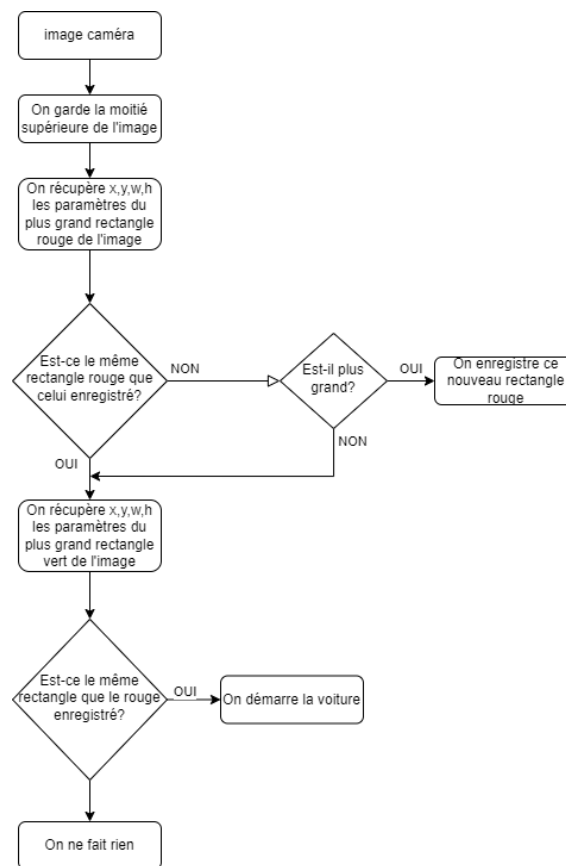 image caméra
On garde la moitié
supérieure de l'image
On récupère x,y,w,h
les paramètres du
plus grand rectangle
rouge de l'image
Est-ce le même
rectangle rouge que
celui enregistré?
NON
Est-il plus
grand?
OUI
On enregistre ce
nouveau rectangle
rouge
OUI
NON
On récupère x,y,w,h
les paramètres du
plus grand rectangle
vert de l'image
Est-ce le même
rectangle que le rouge
enregistré?
OUI
On démarre la voiture
On ne fait rien